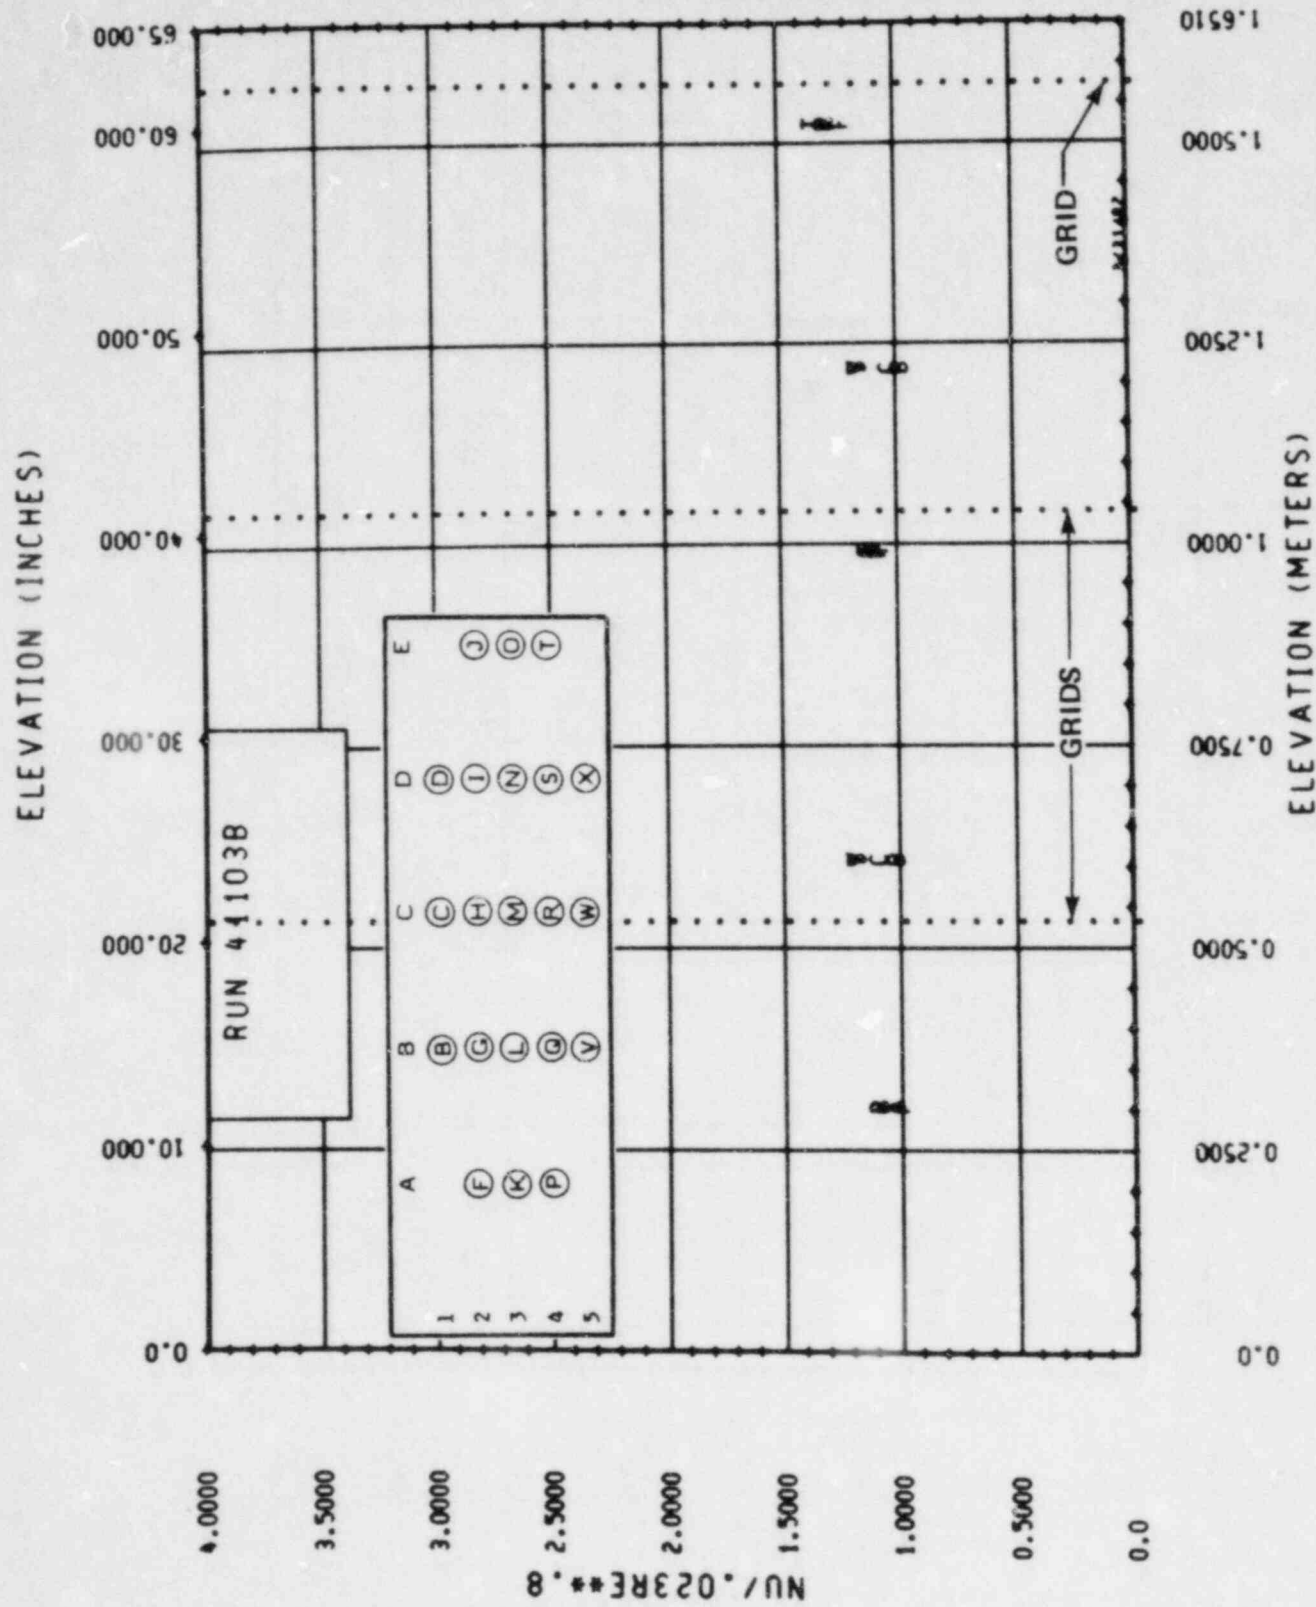 ELEVATION (INCHES)
0.0 10.000 20.000 30.000 40.000 50.000 60.000 65.000
RUN 41103B
A B C D E
1 B C D
2 F G H I J
3 K L M N O
4 P Q R S T
5 V W X
NU/.023RE**.8
4.0000
3.5000
3.0000
2.5000
2.0000
1.5000
1.0000
0.5000
0.0
GRIDS
GRID
0.0 0.2500 0.5000 0.7500 1.0000 1.2500 1.5000 1.6510
ELEVATION (METERS)